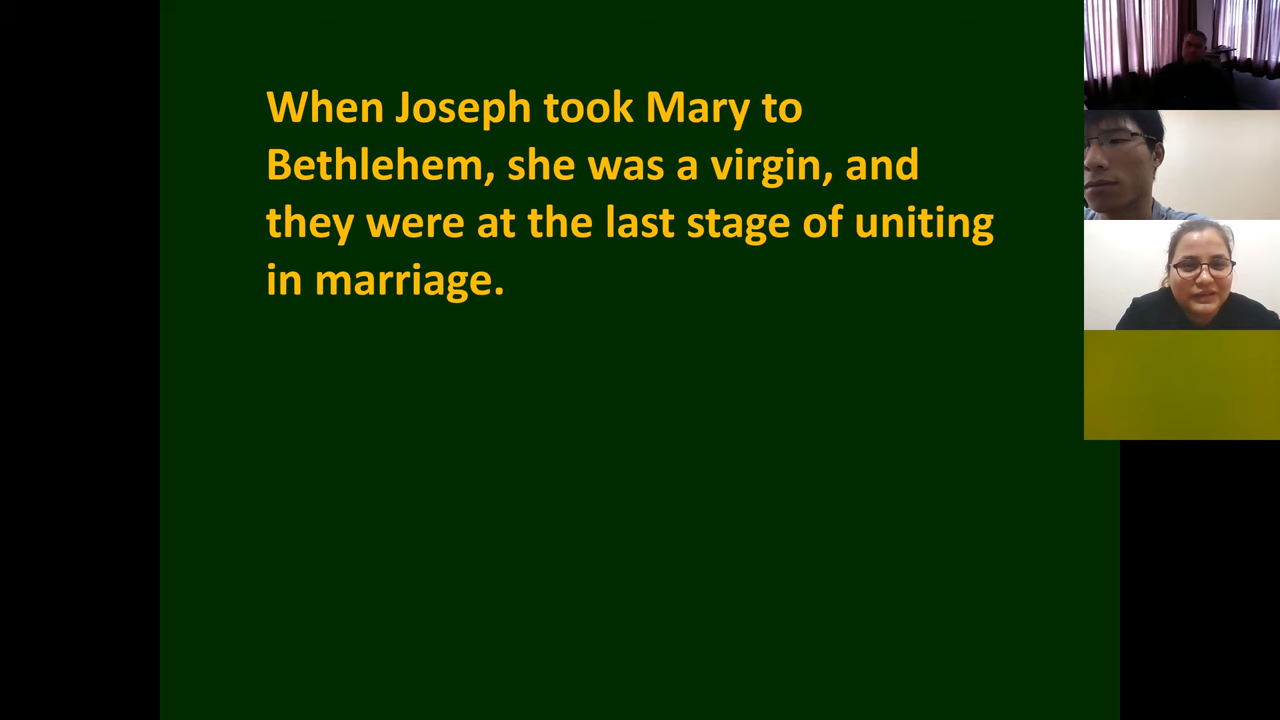 When Joseph took Mary to
Bethlehem, she was a virgin, and
they were at the last stage of uniting
in marriage.